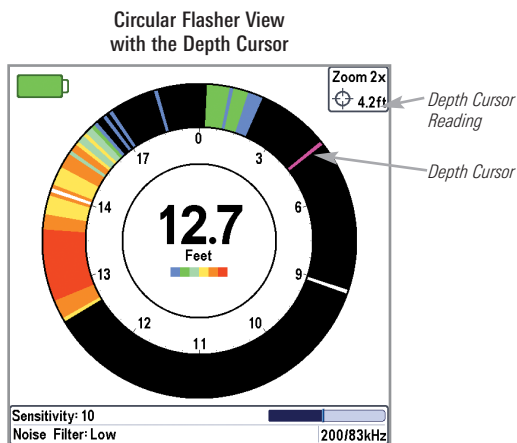 Circular Flasher View
with the Depth Cursor
Zoom 2x
4.2ft
Depth Cursor
Reading
Depth Cursor
0
3
6
9
10
11
12
13
14
17
12.7
Feet
Sensitivity: 10
Noise Filter: Low
200/83kHz